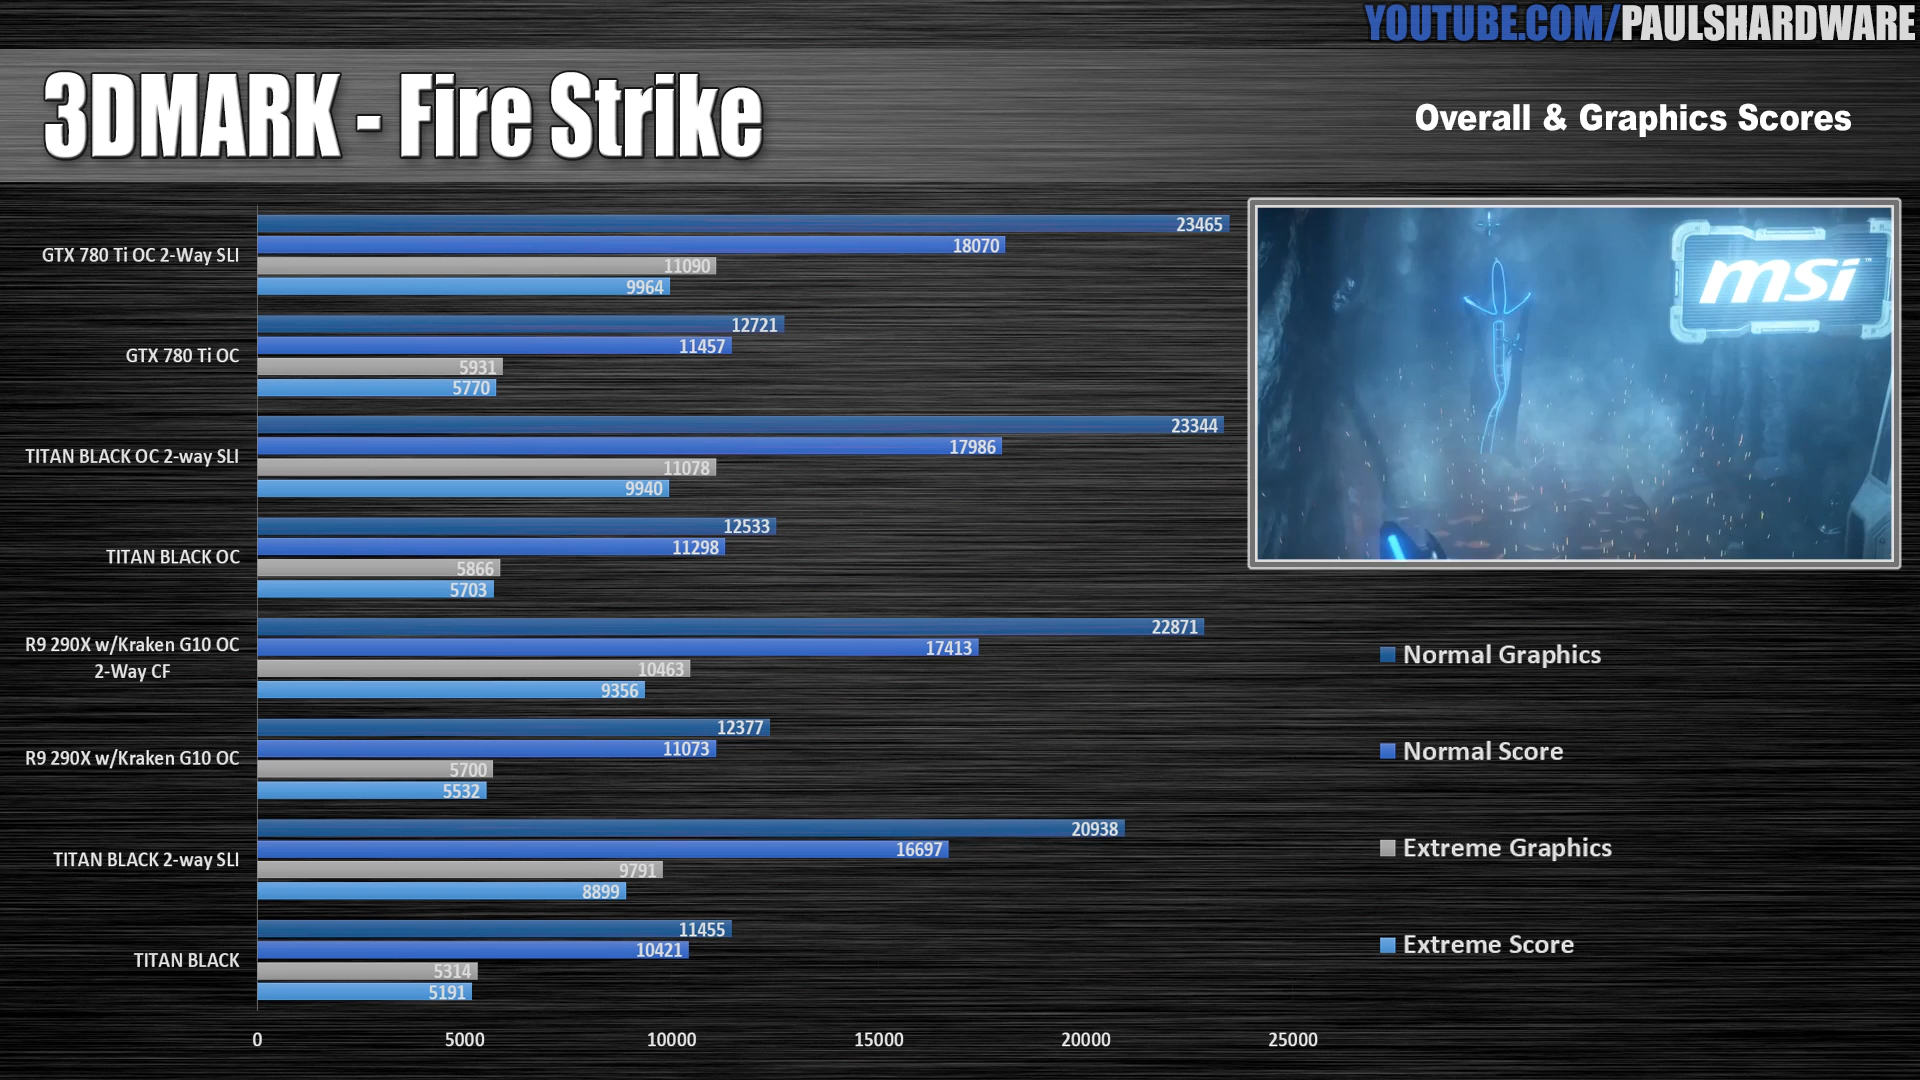 YOUTUBE.COM/PAULSHARDWARE
3DMARK - Fire Strike
Overall & Graphics Scores
msi™
GTX 780 Ti OC 2-Way SLI
23465
18070
11090
9964
GTX 780 Ti OC
12721
11457
5931
5770
TITAN BLACK OC 2-way SLI
23344
17986
11078
9940
TITAN BLACK OC
12533
11298
5866
5703
R9 290X w/Kraken G10 OC
2-Way CF
22871
17413
10463
9356
R9 290X w/Kraken G10 OC
12377
11073
5700
5532
TITAN BLACK 2-way SLI
20938
16697
9791
8899
TITAN BLACK
11455
10421
5314
5191
0 5000 10000 15000 20000 25000
Normal Graphics
Normal Score
Extreme Graphics
Extreme Score